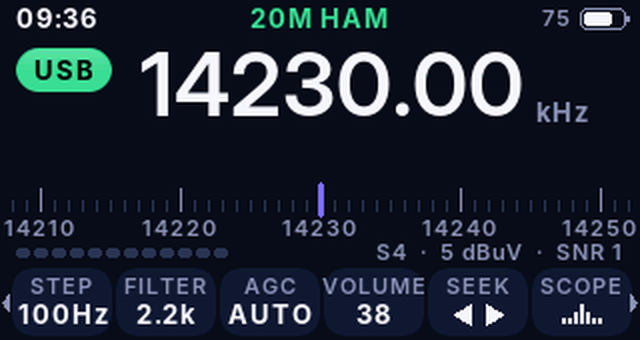 09:36 20M HAM 75
USB 14230.00 kHz
14210 14220 14230 14240 14250
S4 · 5 dBuV · SNR 1
STEP FILTER AGC VOLUME SEEK SCOPE
100Hz 2.2k AUTO 38